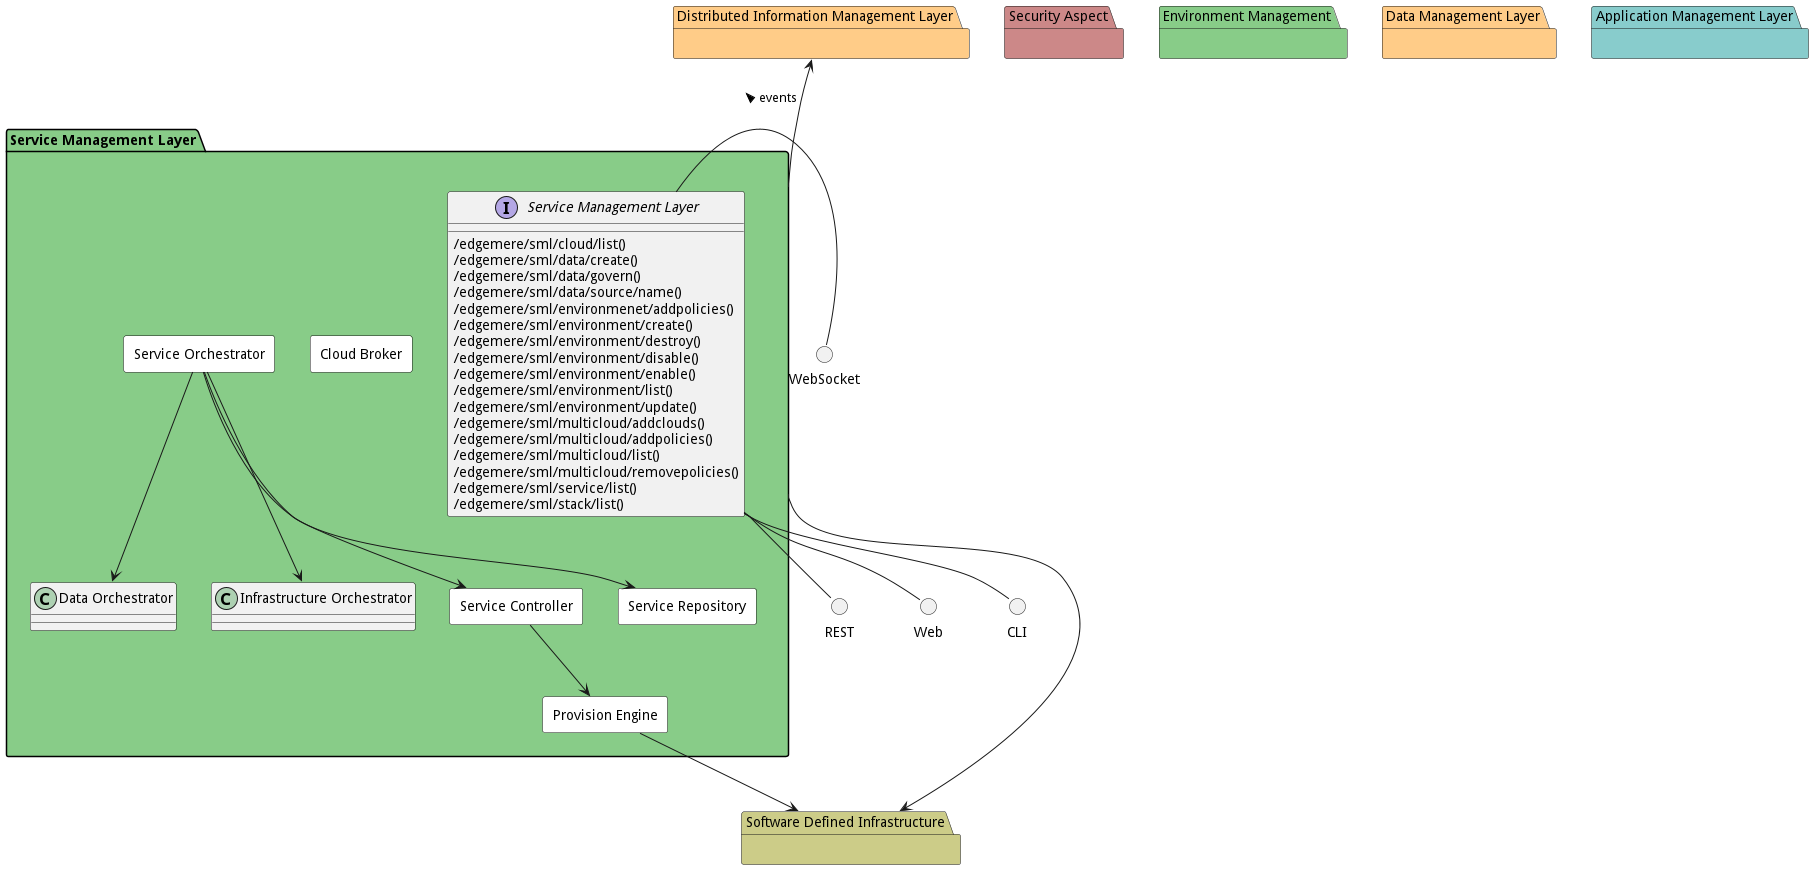 Distributed Information Management Layer
Security Aspect
Environment Management
Data Management Layer
Application Management Layer
events
Service Management Layer
I
Service Management Layer
/edgemere/sml/cloud/list()
/edgemere/sml/data/create()
/edgemere/sml/data/govern()
/edgemere/sml/data/source/name()
/edgemere/sml/environmenet/addpolicies()
/edgemere/sml/environment/create()
/edgemere/sml/environment/destroy()
/edgemere/sml/environment/disable()
/edgemere/sml/environment/enable()
/edgemere/sml/environment/list()
/edgemere/sml/environment/update()
/edgemere/sml/multicloud/addclouds()
/edgemere/sml/multicloud/addpolicies()
/edgemere/sml/multicloud/list()
/edgemere/sml/multicloud/removepolicies()
/edgemere/sml/service/list()
/edgemere/sml/stack/list()
Service Orchestrator
Cloud Broker
WebSocket
C
Data Orchestrator
C
Infrastructure Orchestrator
Service Controller
Service Repository
REST
Web
CLI
Provision Engine
Software Defined Infrastructure